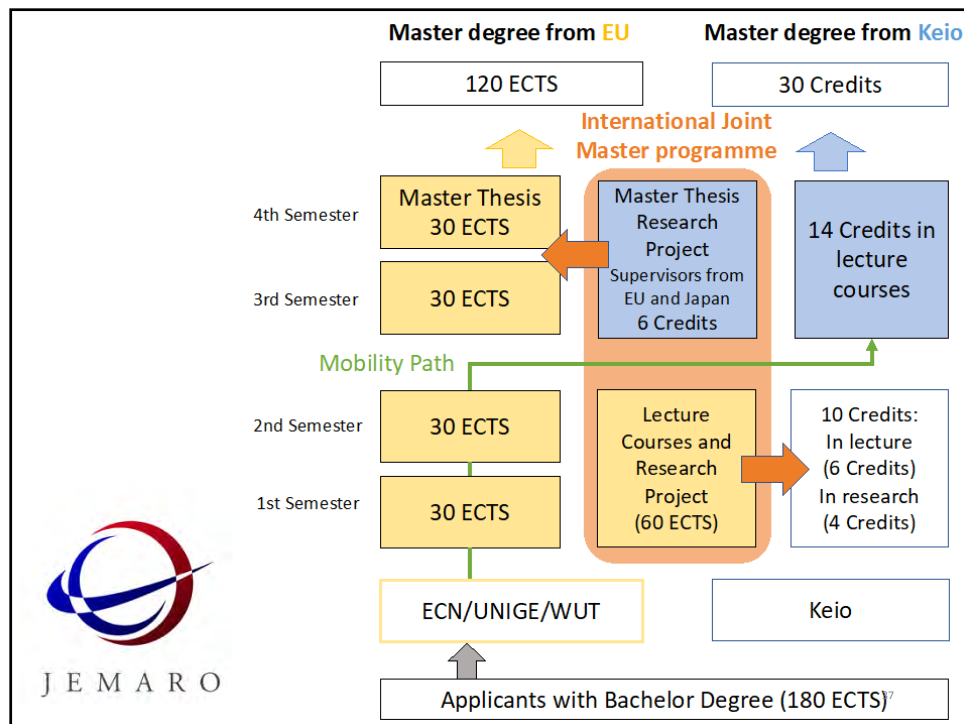 Master degree from EU
Master degree from Keio
120 ECTS
30 Credits
International Joint
Master programme
4th Semester
Master Thesis
30 ECTS
Master Thesis
Research
Project
Supervisors from
EU and Japan
6 Credits
14 Credits in
lecture
courses
3rd Semester
30 ECTS
Mobility Path
2nd Semester
30 ECTS
Lecture
Courses and
Research
Project
(60 ECTS)
10 Credits:
In lecture
(6 Credits)
In research
(4 Credits)
1st Semester
30 ECTS
ECN/UNIGE/WUT
Keio
JEMARO
Applicants with Bachelor Degree (180 ECTS)
37